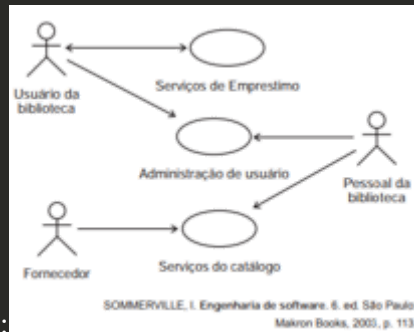 Usuário da
biblioteca
Serviços de Emprestimo
Administração de usuário
Pessoal da
biblioteca
Fornecedor
Serviços do catálogo
SOMMERVILLE, I. Engenharia de software. 6. ed. São Paulo
Makron Books, 2003, p. 113